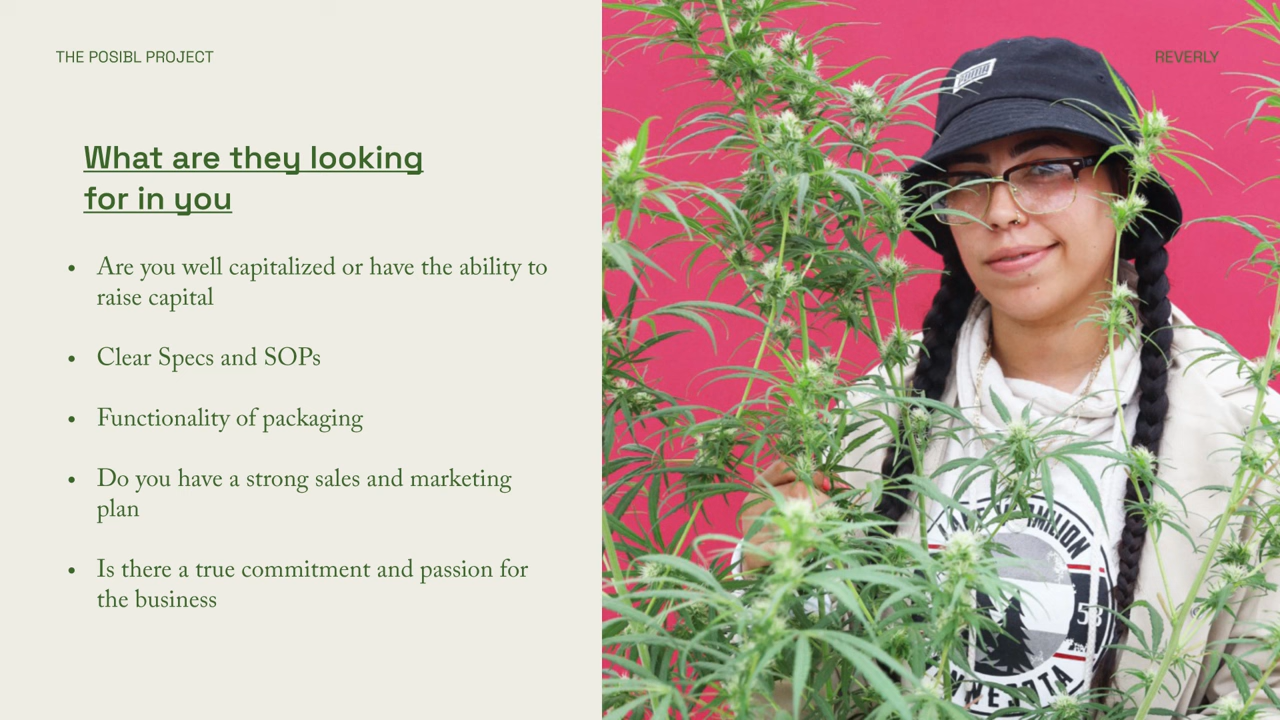 THE POSIBL PROJECT
REVERLY
What are they looking
for in you
• Are you well capitalized or have the ability to
raise capital
• Clear Specs and SOPs
• Functionality of packaging
• Do you have a strong sales and marketing
plan
• Is there a true commitment and passion for
the business
PUMA
53